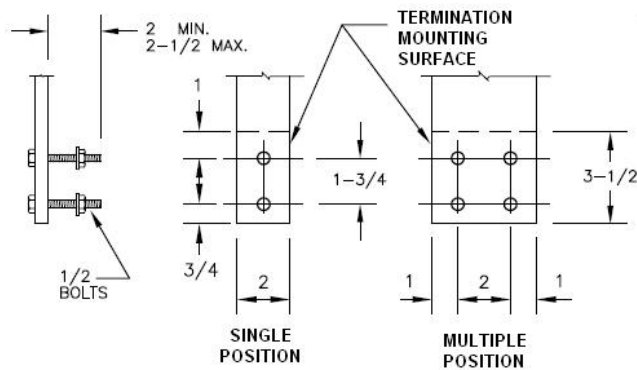 2 MIN.
2-1/2 MAX.
TERMINATION
MOUNTING
SURFACE
1
1-3/4
3-1/2
3/4
2
1
2
1
1/2
BOLTS
SINGLE
POSITION
MULTIPLE
POSITION